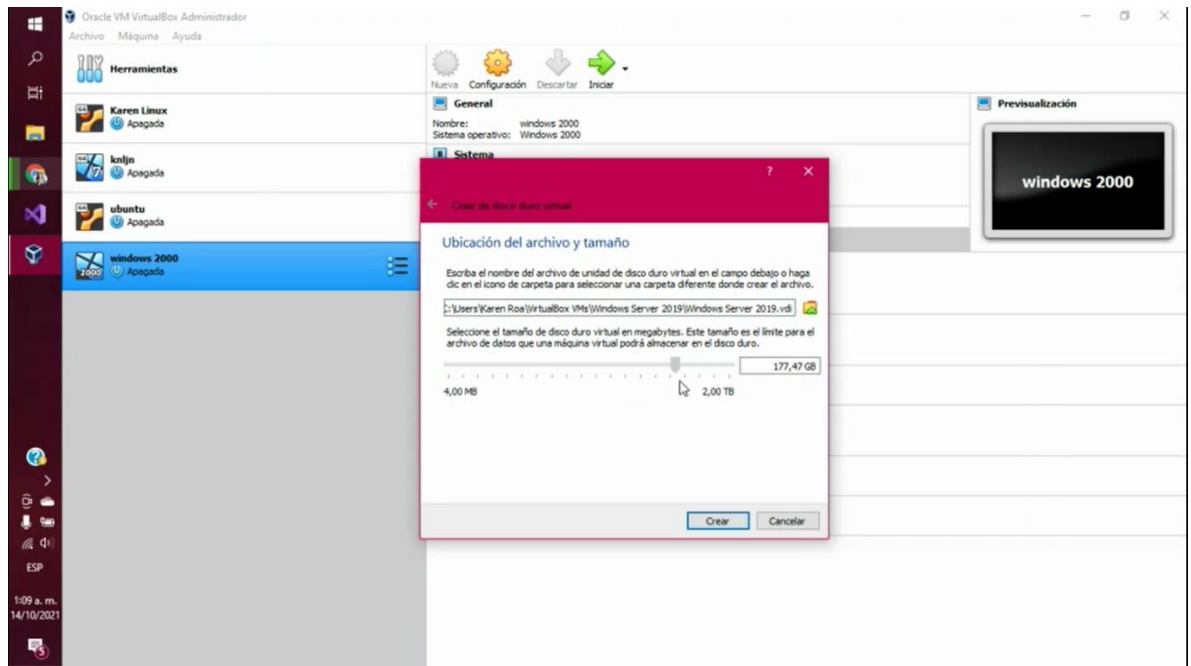 Oracle VM VirtualBox Administrador
Archivo Máquina Ayuda
Herramientas
Karen Linux
Apagada
knljn
Apagada
ubuntu
Apagada
windows 2000
Apagada
Nueva Configuración Descartar Iniciar
General
Nombre: windows 2000
Sistema operativo: Windows 2000
Sistema
Previsualización
windows 2000
Crear de disco duro virtual
Ubicación del archivo y tamaño
Escriba el nombre del archivo de unidad de disco duro virtual en el campo debajo o haga
clic en el icono de carpeta para seleccionar una carpeta diferente donde crear el archivo.
:\Users\Karen Roa\VirtualBox VMs\Windows Server 2019\Windows Server 2019.vdi
Seleccione el tamaño de disco duro virtual en megabytes. Este tamaño es el límite para el
archivo de datos que una máquina virtual podrá almacenar en el disco duro.
177,47 GB
4,00 MB 2,00 TB
Crear Cancelar
ESP
1:09 a. m.
14/10/2021
5